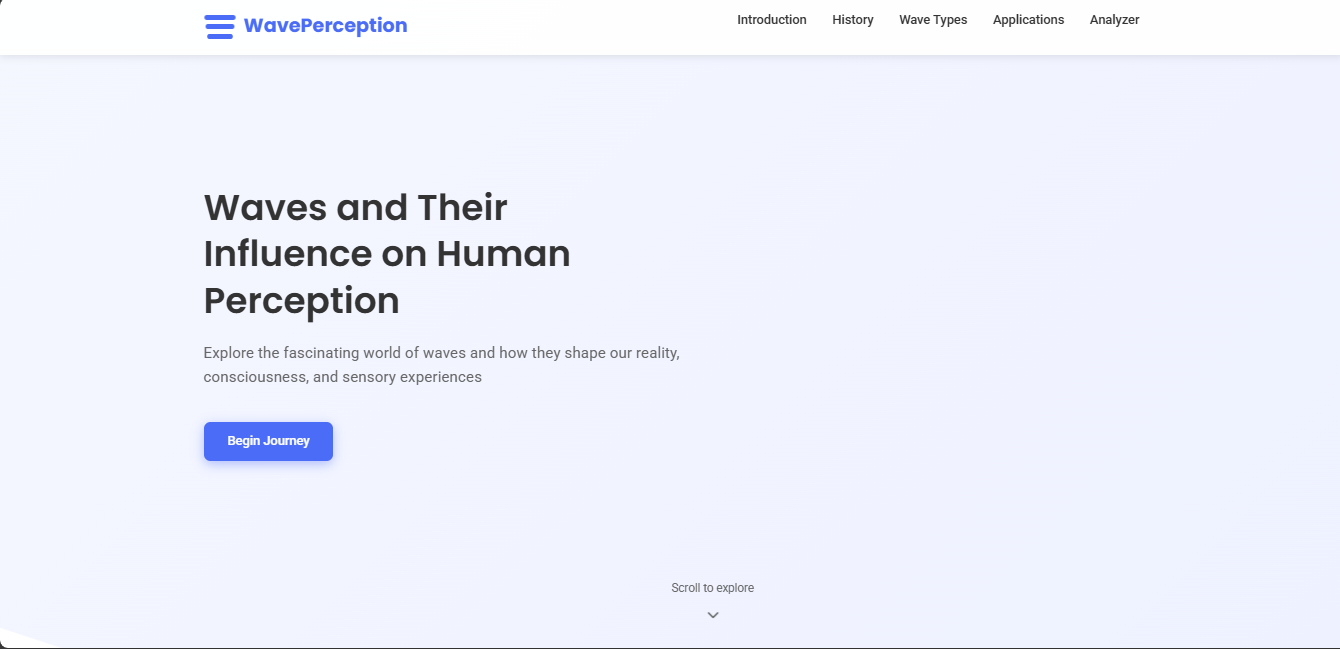 WavePerception
Introduction History Wave Types Applications Analyzer
Waves and Their
Influence on Human
Perception
Explore the fascinating world of waves and how they shape our reality,
consciousness, and sensory experiences
Begin Journey
Scroll to explore